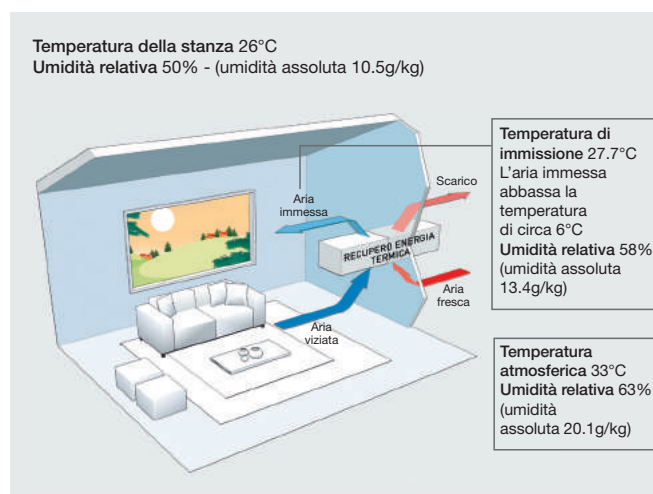 Temperatura della stanza 26°C
Umidità relativa 50% - (umidità assoluta 10.5g/kg)
Temperatura di
immissione 27.7°C
L'aria immessa
abbassa la
temperatura
di circa 6°C
Umidità relativa 58%
(umidità assoluta
13.4g/kg)
Scarico
Aria
immessa
RECUPERO ENERGIA
TERMICA
Aria
fresca
Aria
viziata
Temperatura
atmosferica 33°C
Umidità relativa 63%
(umidità
assoluta 20.1g/kg)